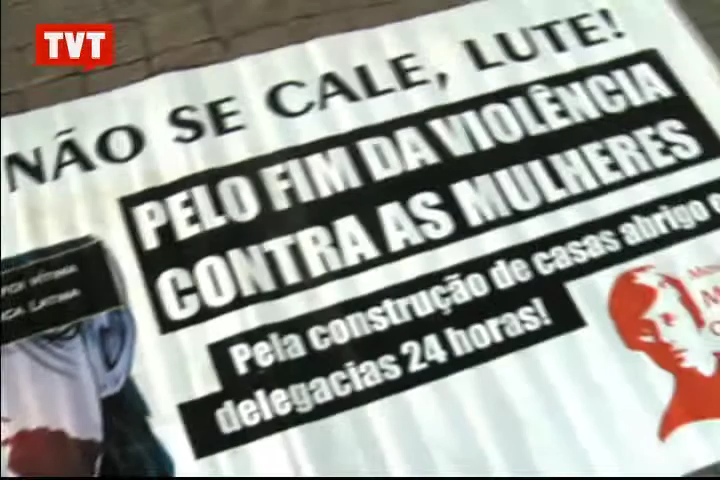 TVT
NÃO SE CALE, LUTE!
PELO FIM DA VIOLÊNCIA
CONTRA AS MULHERES
Pela construção de casas abrigo e
delegacias 24 horas!